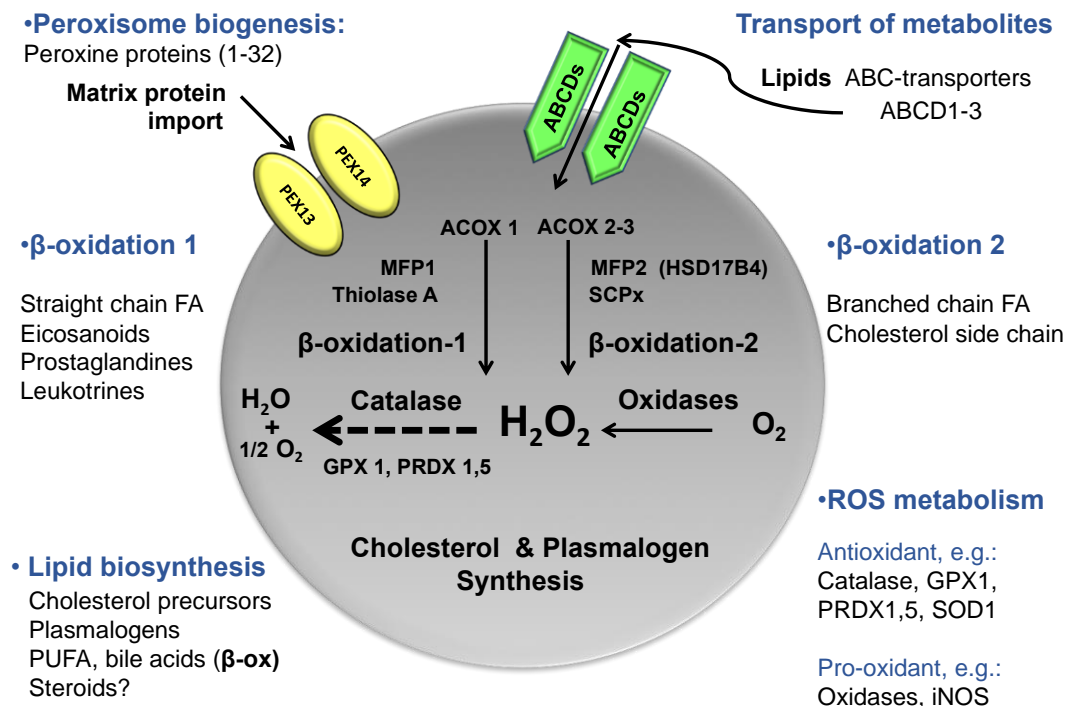 •Peroxisome biogenesis:
Peroxine proteins (1-32)
Matrix protein
import
Transport of metabolites
Lipids ABC-transporters
ABCD1-3
ABCDs
ABCDs
PEX14
PEX13
•β-oxidation 1
Straight chain FA
Eicosanoids
Prostaglandines
Leukotrines
ACOX 1 ACOX 2-3
MFP1
Thiolase A
MFP2 (HSD17B4)
SCPx
β-oxidation-1
β-oxidation-2
•β-oxidation 2
Branched chain FA
Cholesterol side chain
H₂O
+
1/2 O₂
Catalase
GPX 1, PRDX 1,5
H₂O₂
Oxidases
O₂
Cholesterol & Plasmalogen
Synthesis
• Lipid biosynthesis
Cholesterol precursors
Plasmalogens
PUFA, bile acids (β-ox)
Steroids?
•ROS metabolism
Antioxidant, e.g.:
Catalase, GPX1,
PRDX1,5, SOD1
Pro-oxidant, e.g.:
Oxidases, iNOS